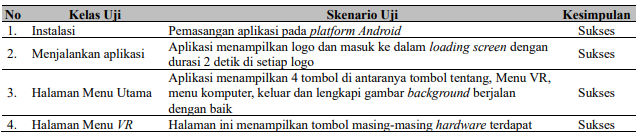 No Kelas Uji Skenario Uji Kesimpulan
1. Instalasi Pemasangan aplikasi pada platform Android Sukses
2. Menjalankan aplikasi Aplikasi menampilkan logo dan masuk ke dalam loading screen dengan durasi 2 detik di setiap logo Sukses
3. Halaman Menu Utama Aplikasi menampilkan 4 tombol di antaranya tombol tentang, Menu VR, menu komputer, keluar dan lengkapi gambar background berjalan dengan baik Sukses
4. Halaman Menu VR Halaman ini menampilkan tombol masing-masing hardware terdapat Sukses